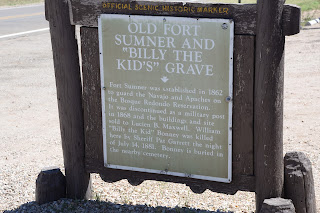 OFFICIAL SCENIC HISTORIC MARKER
OLD FORT
SUMNER AND
"BILLY THE
KID'S" GRAVE
Fort Sumner was established in 1862
to guard the Navajo and Apaches on
the Bosque Redondo Reservation.
It was discontinued as a military post
in 1868 and the buildings and site
sold to Lucien B. Maxwell. William
"Billy the Kid" Bonney was killed
here by Sheriff Pat Garrett the night
of July 14, 1881. Bonney is buried in
the nearby cemetery.